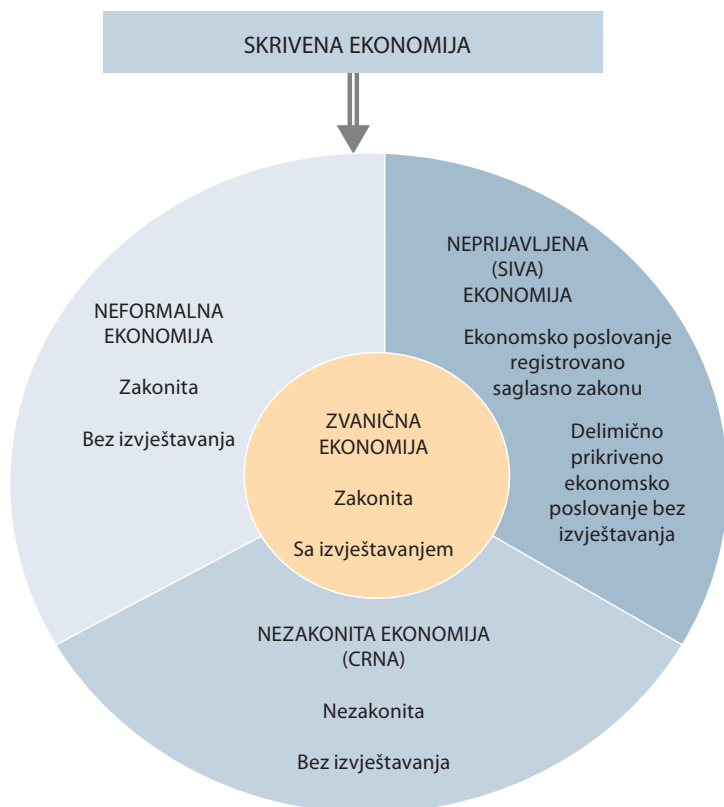 SKRIVENA EKONOMIJA
NEFORMALNA
EKONOMIJA
Zakonita
Bez izvještavanja
NEPRIJAVLJENA
(SIVA)
EKONOMIJA
Ekonomsko poslovanje
registrovano
saglasno zakonu
Delimično
prikriveno
ekonomsko
poslovanje bez
izvještavanja
ZVANIČNA
EKONOMIJA
Zakonita
Sa izvještavanjem
NEZAKONITA EKONOMIJA
(CRNA)
Nezakonita
Bez izvještavanja